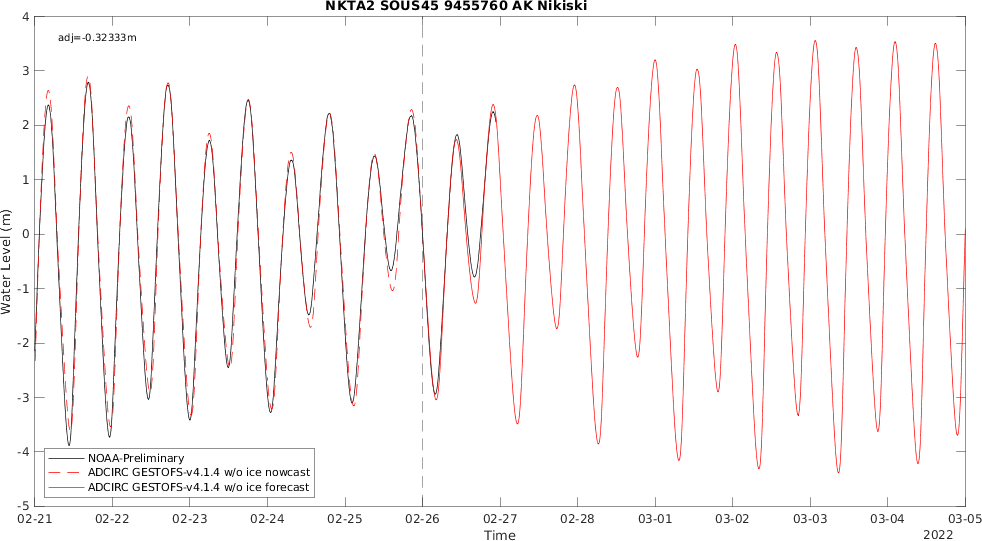 NKTA2 SOUS45 9455760 AK Nikiski
adj=-0.32333m
4
3
2
1
0
-1
-2
-3
-4
-5
Water Level (m)
NOAA-Preliminary
ADCIRC GESTOFS-v4.1.4 w/o ice nowcast
ADCIRC GESTOFS-v4.1.4 w/o ice forecast
02-21 02-22 02-23 02-24 02-25 02-26 02-27 02-28 03-01 03-02 03-03 03-04 03-05
Time
2022